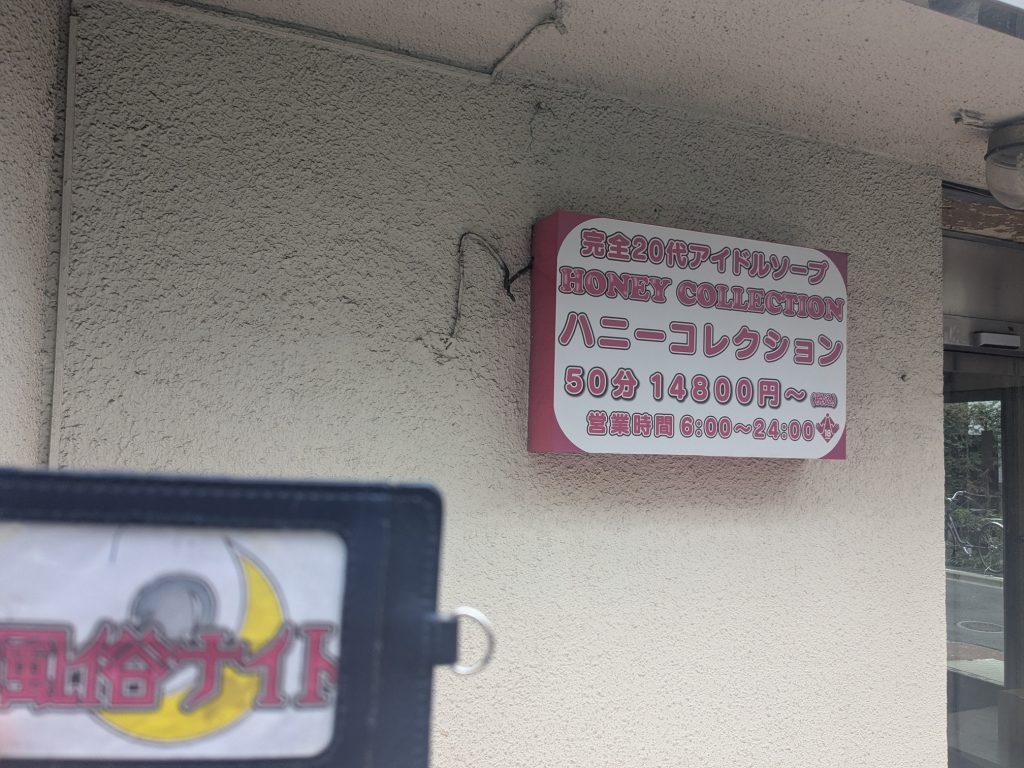 完全20代アイドルソープ
HONEY COLLECTION
ハニーコレクション
50分 14800円～(税込)
営業時間 6:00～24:00
風俗ナイト